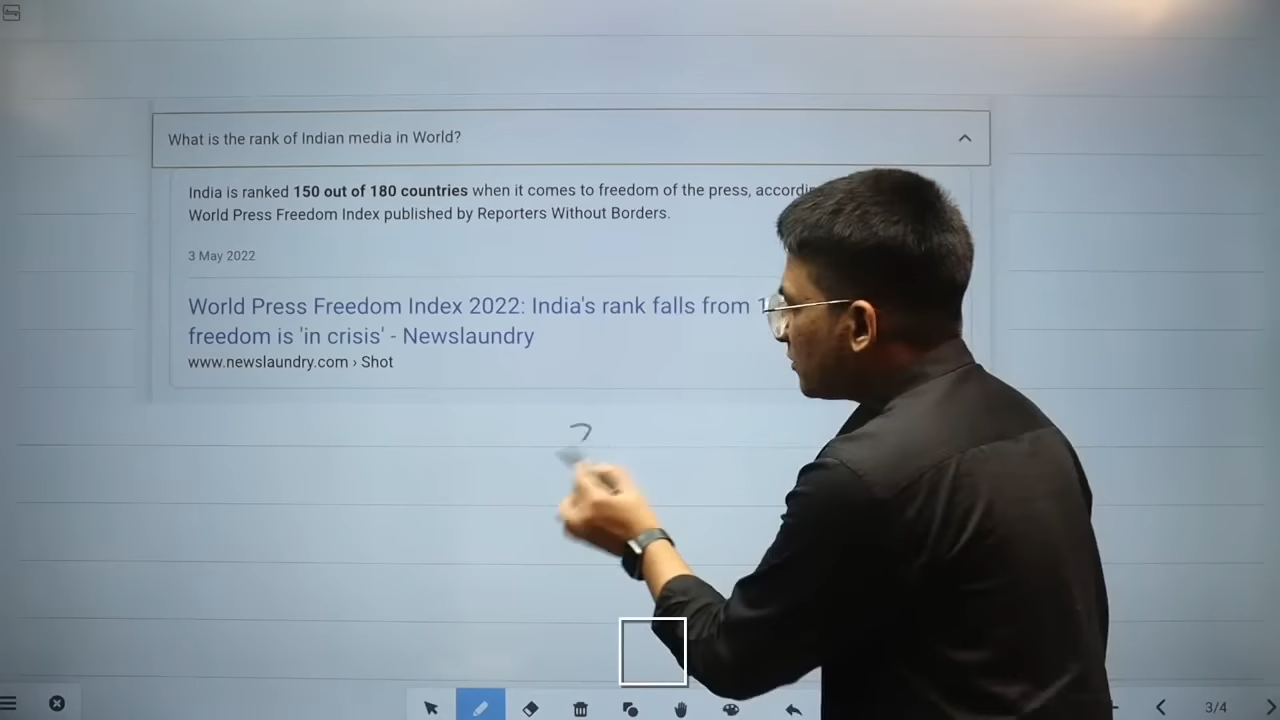 What is the rank of Indian media in World?
India is ranked 150 out of 180 countries when it comes to freedom of the press,
World Press Freedom Index published by Reporters Without Borders.
3 May 2022
World Press Freedom Index 2022: India's rank falls from
freedom is 'in crisis' - Newslaundry
www.newslaundry.com › Shot
3/4